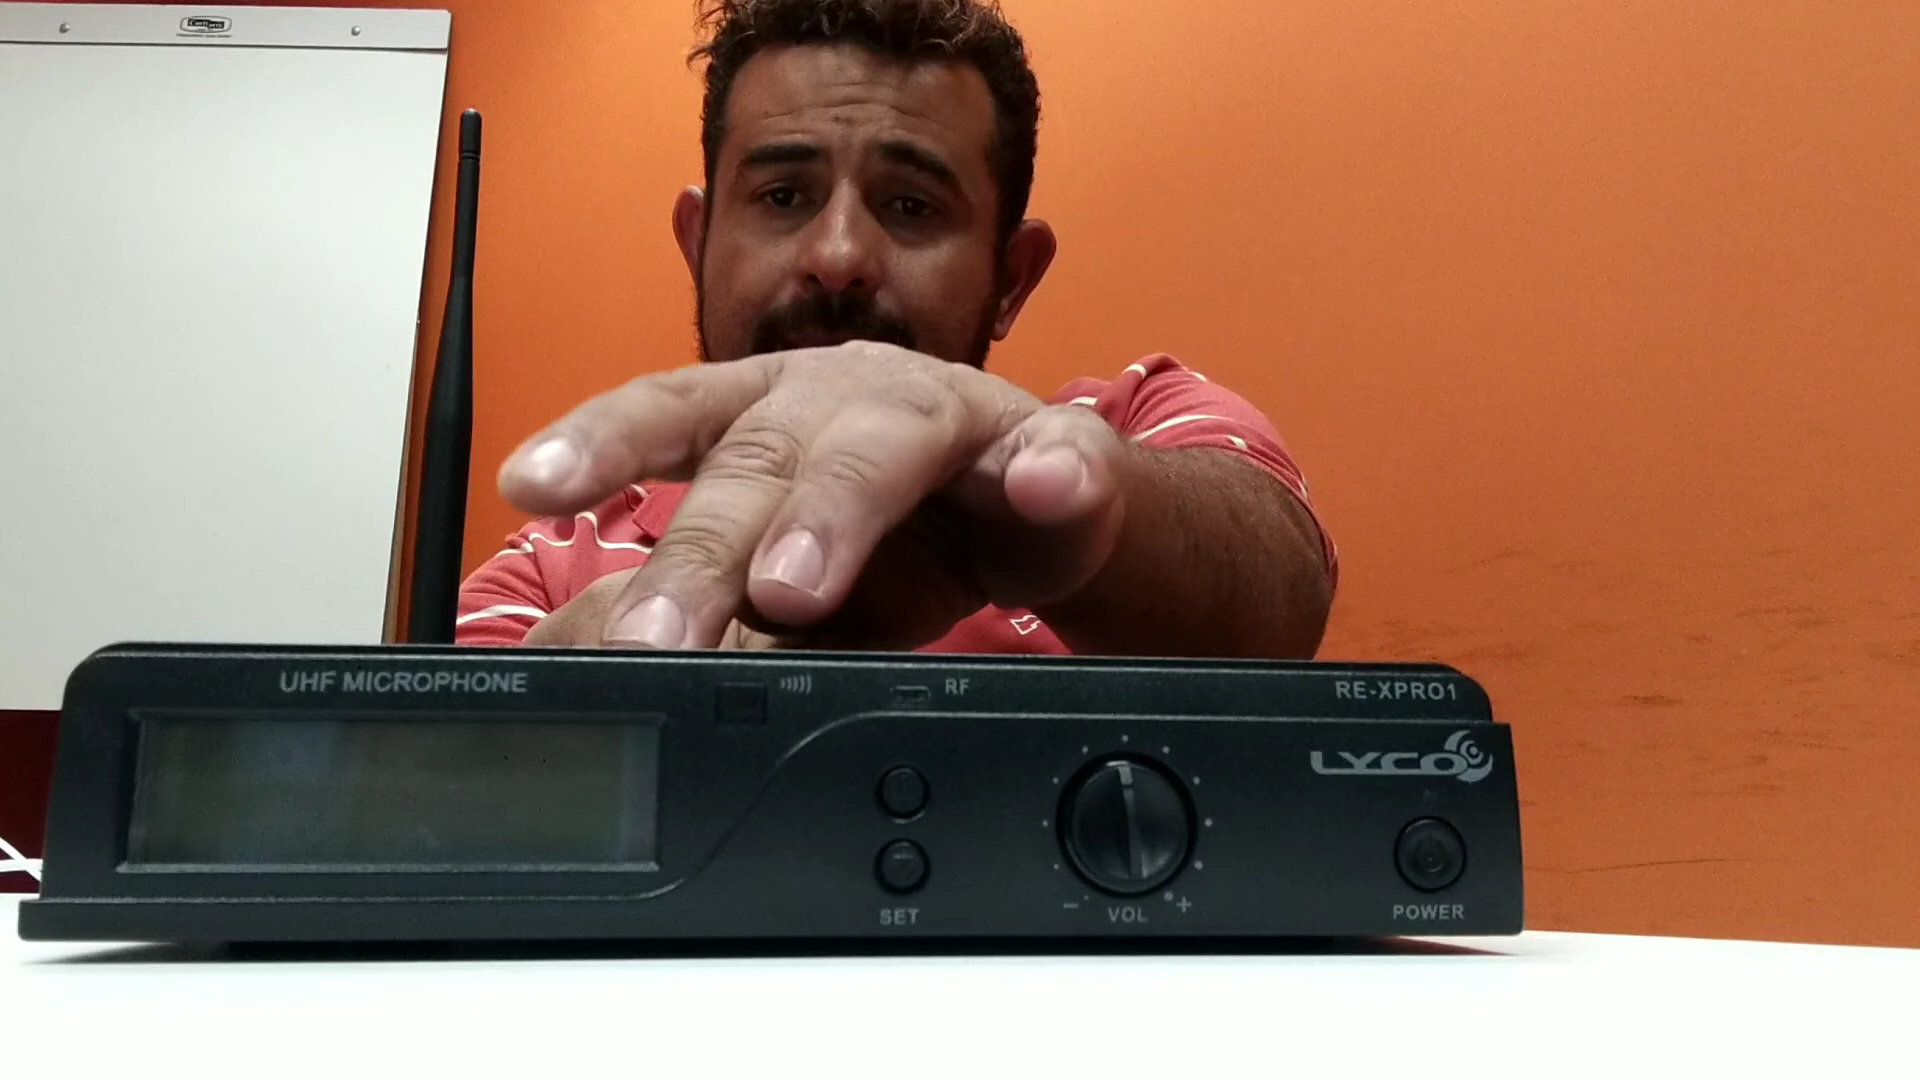 UHF MICROPHONE
RF
RE-XPRO1
LYCO
SET
- VOL +
POWER